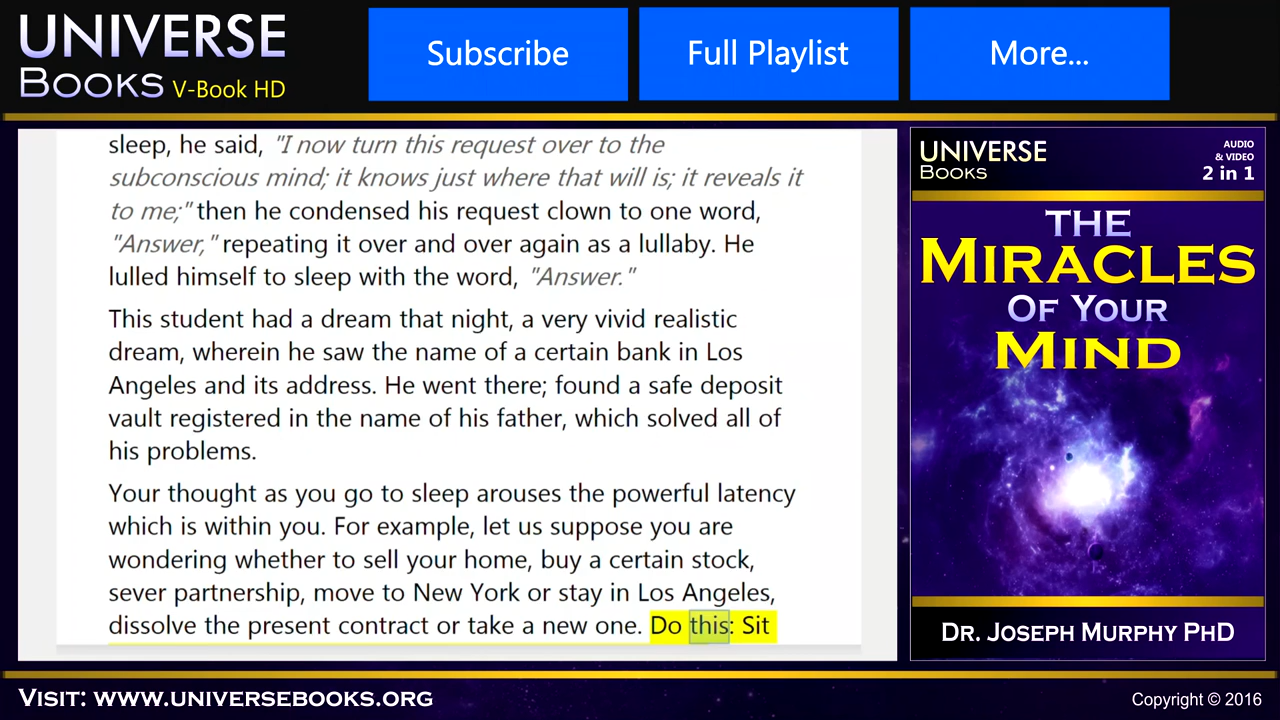 UNIVERSE
BOOKS V-Book HD
Subscribe
Full Playlist
More...
sleep, he said, "I now turn this request over to the
subconscious mind; it knows just where that will is; it reveals it
to me;" then he condensed his request clown to one word,
"Answer," repeating it over and over again as a lullaby. He
lulled himself to sleep with the word, "Answer."
This student had a dream that night, a very vivid realistic
dream, wherein he saw the name of a certain bank in Los
Angeles and its address. He went there; found a safe deposit
vault registered in the name of his father, which solved all of
his problems.
Your thought as you go to sleep arouses the powerful latency
which is within you. For example, let us suppose you are
wondering whether to sell your home, buy a certain stock,
sever partnership, move to New York or stay in Los Angeles,
dissolve the present contract or take a new one. Do this: Sit
UNIVERSE
BOOKS
AUDIO
& VIDEO
2 in 1
THE
MIRACLES
OF YOUR
MIND
DR. JOSEPH MURPHY PHD
VISIT: WWW.UNIVERSEBOOKS.ORG
Copyright © 2016